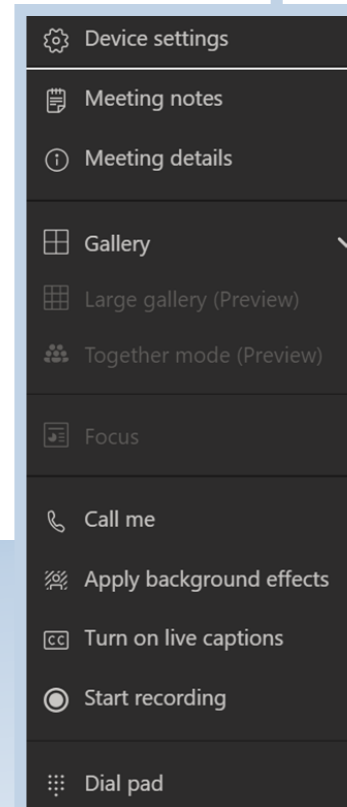 Device settings
Meeting notes
Meeting details
Gallery
Large gallery (Preview)
Together mode (Preview)
Focus
Call me
Apply background effects
CC Turn on live captions
Start recording
Dial pad